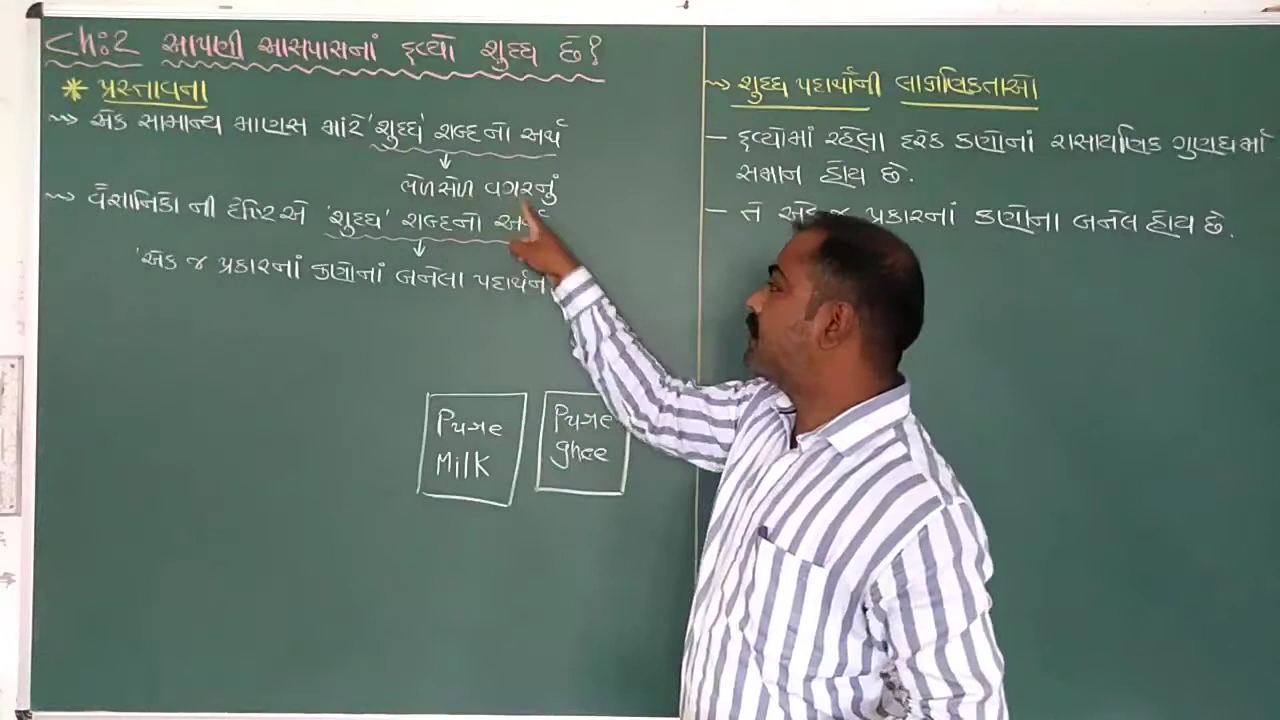 Ch:2 આપણી આસપાસનાં દ્રવ્યો શુદ્ધ છે?
* પ્રસ્તાવના
એક સામાન્ય માણસ માટે 'શુદ્ધ' શબ્દનો અર્થ
ભેળસેળ વગરનું
વૈજ્ઞાનિકો ની દૃષ્ટિએ 'શુદ્ધ' શબ્દનો
'એક જ પ્રકારનાં કણોનાં બનેલા
Pure
Milk
Pure
ghee
શુદ્ધ પદાર્થોની લાક્ષણિકતાઓ
- દ્રવ્યોમાં રહેલા દરેક કણોનાં રાસાયણિક ગુણધર્મો
સમાન હોય છે.
- તે એક જ પ્રકારનાં કણોના બનેલ હોય છે.